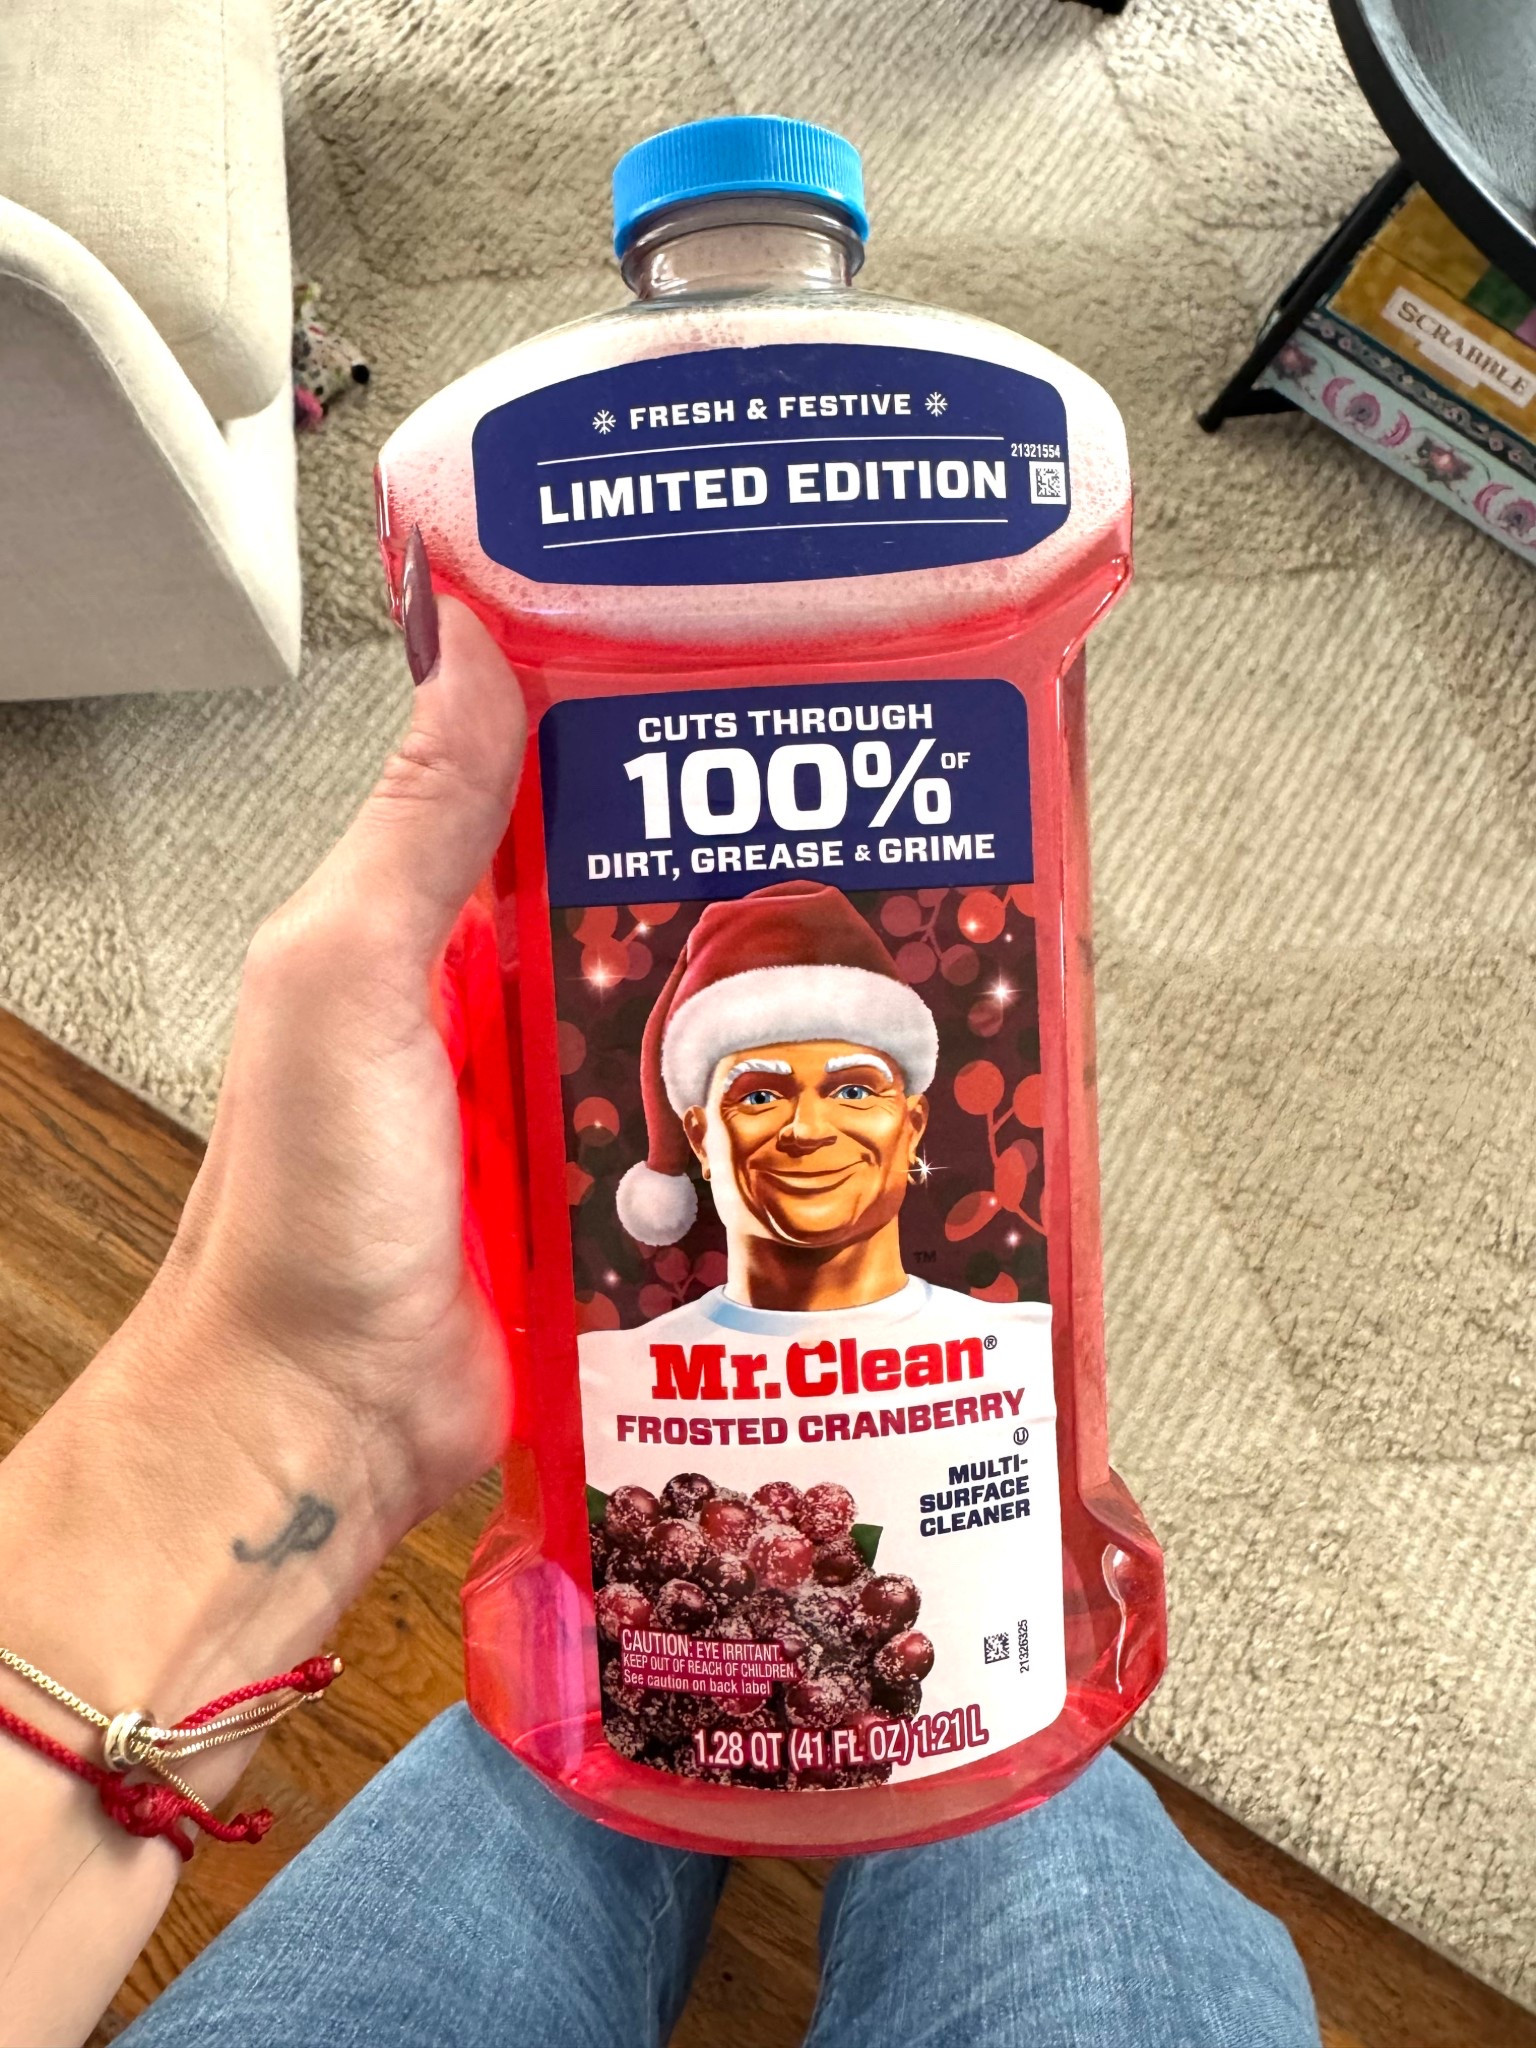 FRESH & FESTIVE
LIMITED EDITION
21321554
CUTS THROUGH
100% OF
DIRT, GREASE & GRIME
TM
Mr.Clean®
FROSTED CRANBERRY
U
MULTI-
SURFACE
CLEANER
CAUTION: EYE IRRITANT.
KEEP OUT OF REACH OF CHILDREN.
See caution on back label
21326325
1.28 QT (41 FL OZ) 1.21 L
SCRABBLE